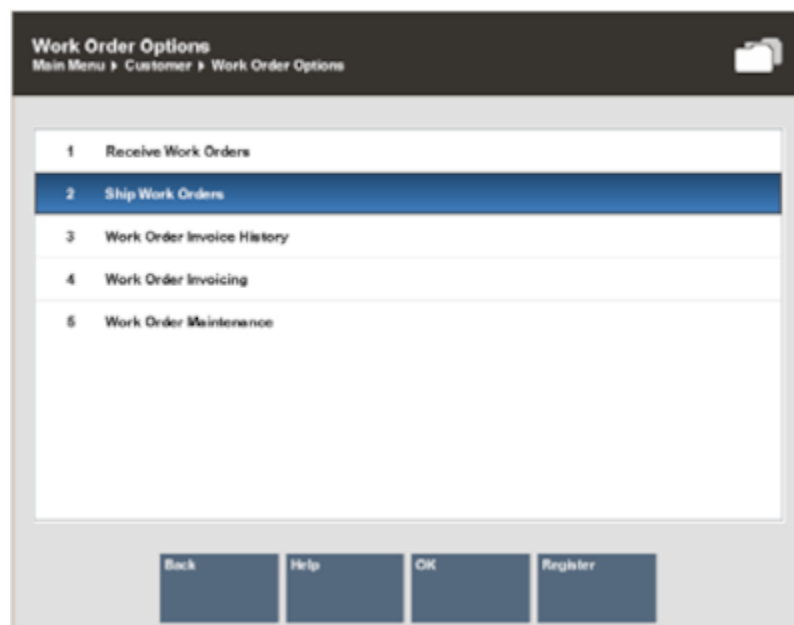 Work Order Options
Main Menu ▸ Customer ▸ Work Order Options
1 Receive Work Orders
2 Ship Work Orders
3 Work Order Invoice History
4 Work Order Invoicing
5 Work Order Maintenance
Back Help OK Register